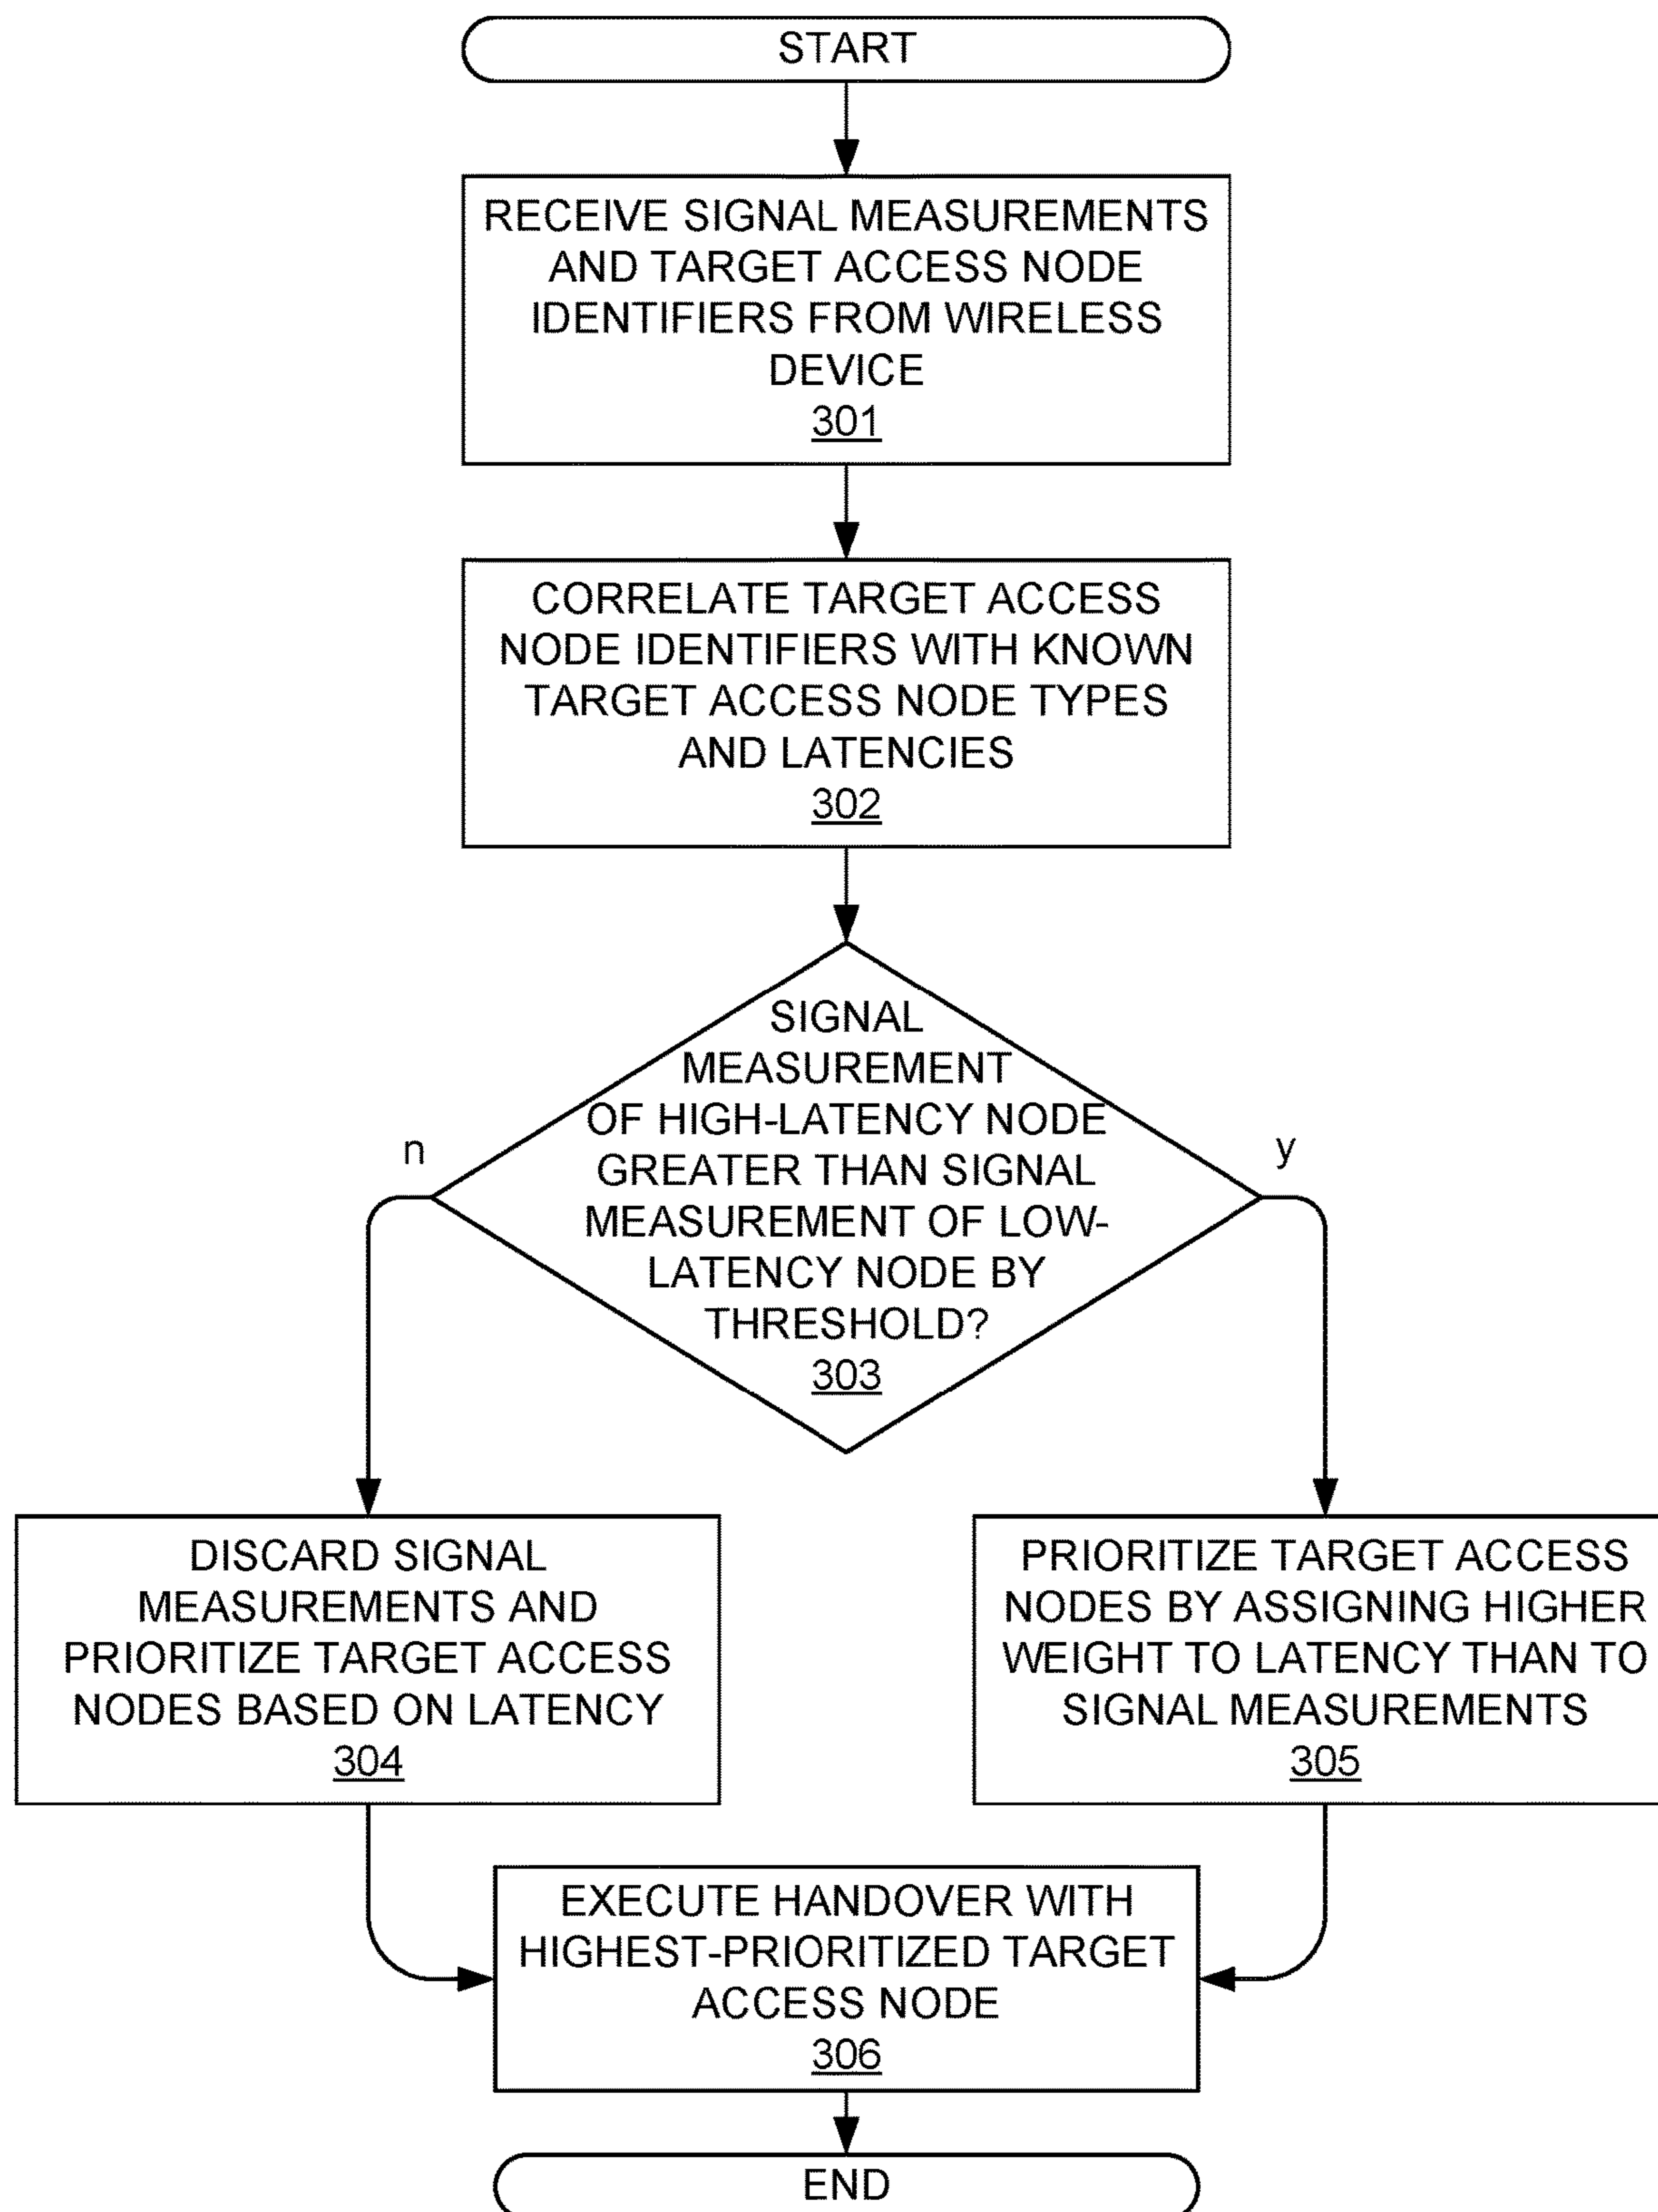 START
RECEIVE SIGNAL MEASUREMENTS
AND TARGET ACCESS NODE
IDENTIFIERS FROM WIRELESS
DEVICE
301
CORRELATE TARGET ACCESS
NODE IDENTIFIERS WITH KNOWN
TARGET ACCESS NODE TYPES
AND LATENCIES
302
SIGNAL
MEASUREMENT
OF HIGH-LATENCY NODE
GREATER THAN SIGNAL
MEASUREMENT OF LOW-
LATENCY NODE BY
THRESHOLD?
303
n
y
DISCARD SIGNAL
MEASUREMENTS AND
PRIORITIZE TARGET ACCESS
NODES BASED ON LATENCY
304
PRIORITIZE TARGET ACCESS
NODES BY ASSIGNING HIGHER
WEIGHT TO LATENCY THAN TO
SIGNAL MEASUREMENTS
305
EXECUTE HANDOVER WITH
HIGHEST-PRIORITIZED TARGET
ACCESS NODE
306
END